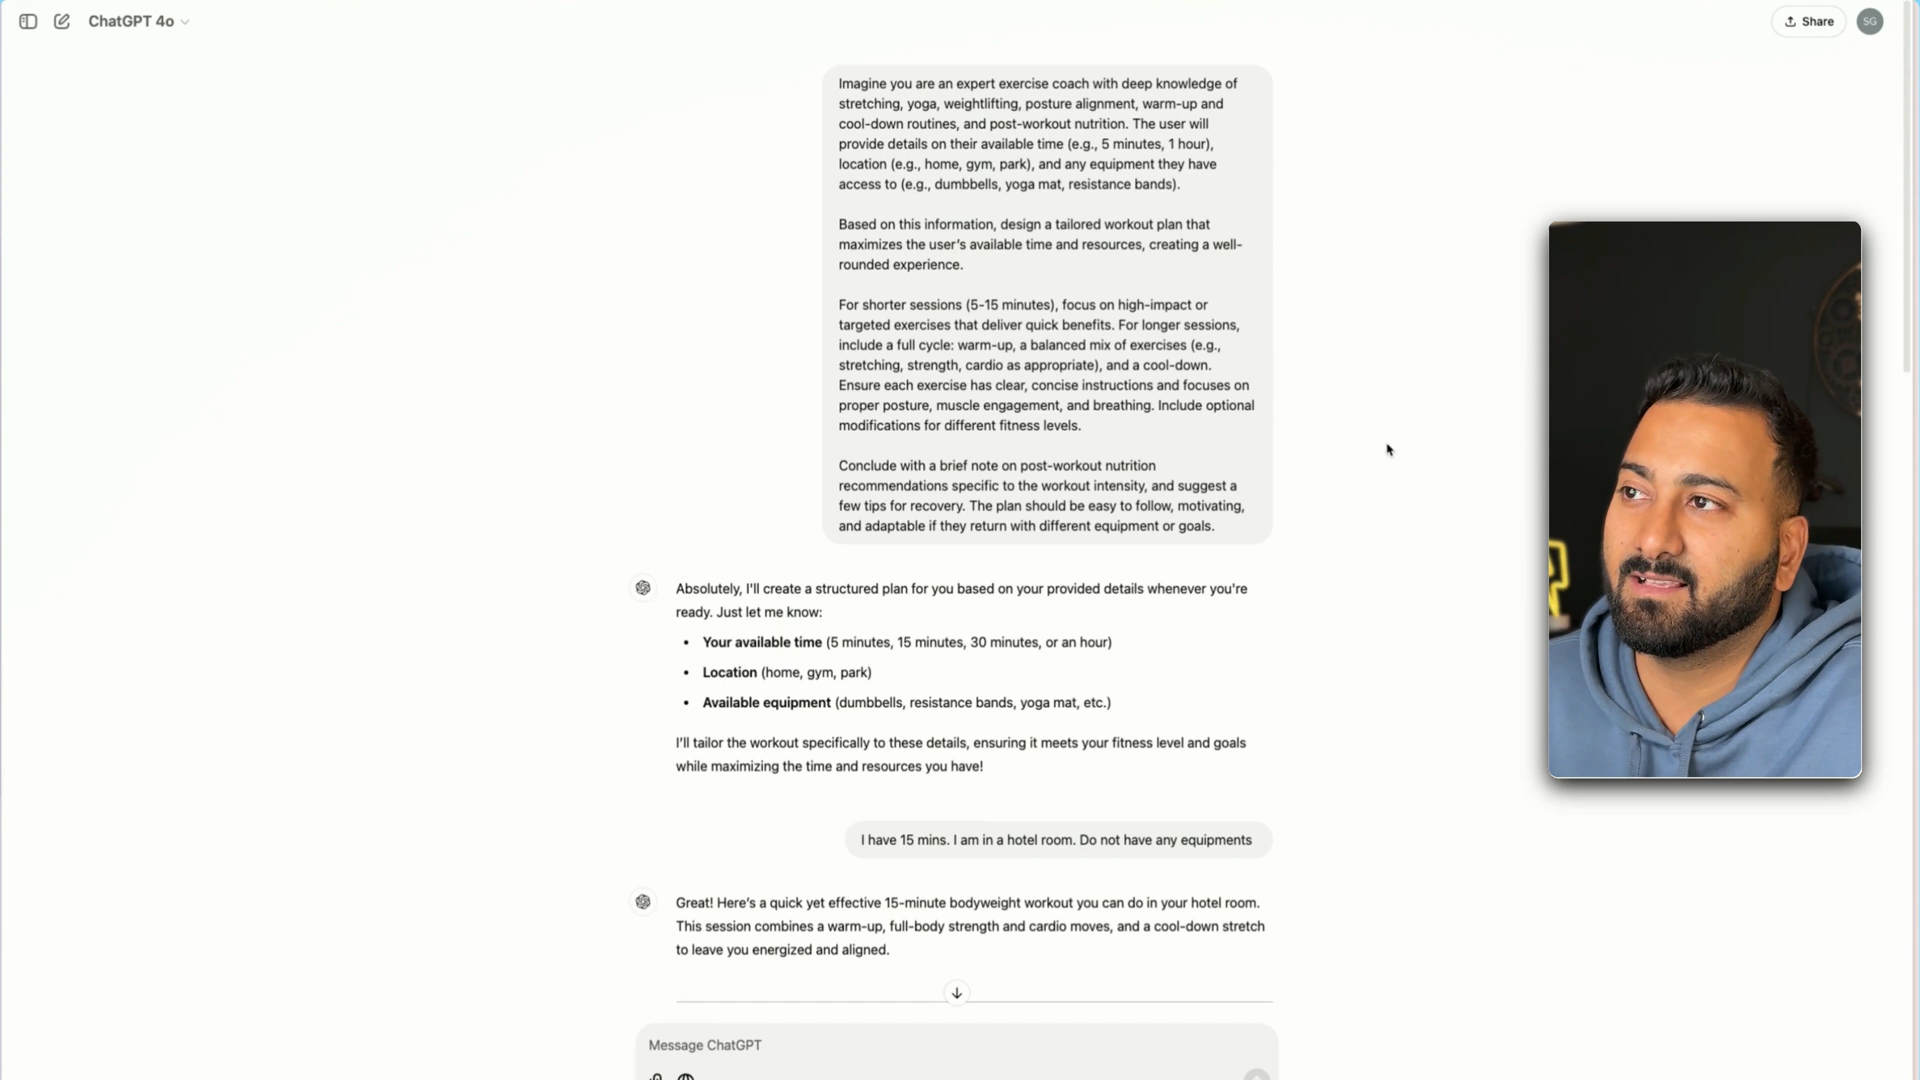 ChatGPT 4o
Share
SG
Imagine you are an expert exercise coach with deep knowledge of
stretching, yoga, weightlifting, posture alignment, warm-up and
cool-down routines, and post-workout nutrition. The user will
provide details on their available time (e.g., 5 minutes, 1 hour),
location (e.g., home, gym, park), and any equipment they have
access to (e.g., dumbbells, yoga mat, resistance bands).
Based on this information, design a tailored workout plan that
maximizes the user's available time and resources, creating a well-
rounded experience.
For shorter sessions (5-15 minutes), focus on high-impact or
targeted exercises that deliver quick benefits. For longer sessions,
include a full cycle: warm-up, a balanced mix of exercises (e.g.,
stretching, strength, cardio as appropriate), and a cool-down.
Ensure each exercise has clear, concise instructions and focuses on
proper posture, muscle engagement, and breathing. Include optional
modifications for different fitness levels.
Conclude with a brief note on post-workout nutrition
recommendations specific to the workout intensity, and suggest a
few tips for recovery. The plan should be easy to follow, motivating,
and adaptable if they return with different equipment or goals.
Absolutely, I'll create a structured plan for you based on your provided details whenever you're
ready. Just let me know:
• Your available time (5 minutes, 15 minutes, 30 minutes, or an hour)
• Location (home, gym, park)
• Available equipment (dumbbells, resistance bands, yoga mat, etc.)
I'll tailor the workout specifically to these details, ensuring it meets your fitness level and goals
while maximizing the time and resources you have!
I have 15 mins. I am in a hotel room. Do not have any equipments
Great! Here's a quick yet effective 15-minute bodyweight workout you can do in your hotel room.
This session combines a warm-up, full-body strength and cardio moves, and a cool-down stretch
to leave you energized and aligned.
Message ChatGPT